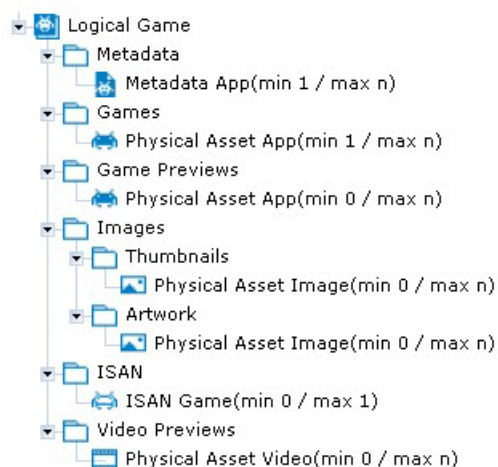 Logical Game
Metadata
Metadata App(min 1 / max n)
Games
Physical Asset App(min 1 / max n)
Game Previews
Physical Asset App(min 0 / max n)
Images
Thumbnails
Physical Asset Image(min 0 / max n)
Artwork
Physical Asset Image(min 0 / max n)
ISAN
ISAN Game(min 0 / max 1)
Video Previews
Physical Asset Video(min 0 / max n)